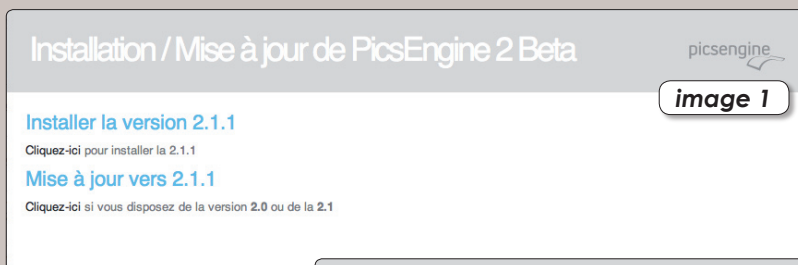 Installation / Mise à jour de PicsEngine 2 Beta
picsengine
image 1
Installer la version 2.1.1
Cliquez-ici pour installer la 2.1.1
Mise à jour vers 2.1.1
Cliquez-ici si vous disposez de la version 2.0 ou de la 2.1